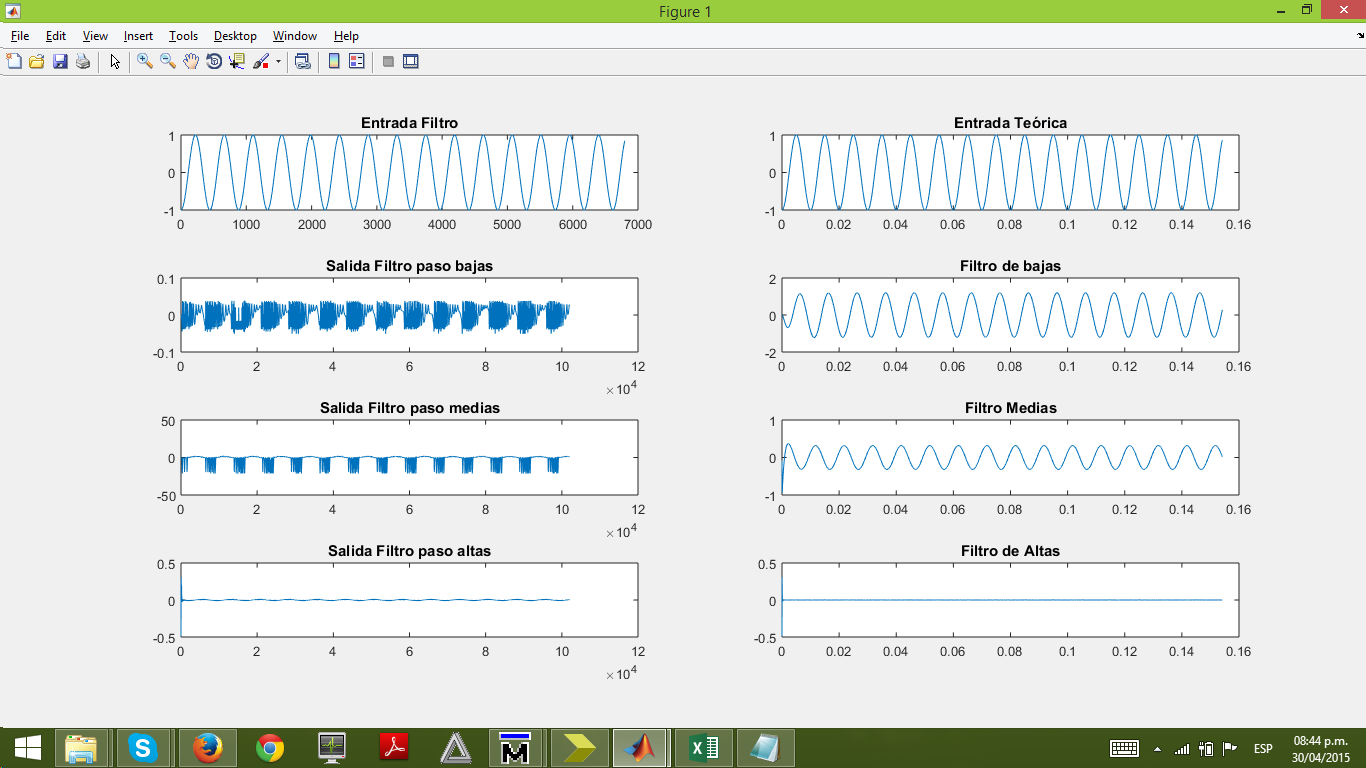 Figure 1
File Edit View Insert Tools Desktop Window Help
Entrada Filtro
1
0
-1
0 1000 2000 3000 4000 5000 6000 7000
Entrada Teórica
1
0
-1
0 0.02 0.04 0.06 0.08 0.1 0.12 0.14 0.16
Salida Filtro paso bajas
0.1
0
-0.1
0 2 4 6 8 10 12
×10^4
Filtro de bajas
2
0
-2
0 0.02 0.04 0.06 0.08 0.1 0.12 0.14 0.16
Salida Filtro paso medias
50
0
-50
0 2 4 6 8 10 12
×10^4
Filtro Medias
1
0
-1
0 0.02 0.04 0.06 0.08 0.1 0.12 0.14 0.16
Salida Filtro paso altas
0.5
0
-0.5
0 2 4 6 8 10 12
×10^4
Filtro de Altas
0.5
0
-0.5
0 0.02 0.04 0.06 0.08 0.1 0.12 0.14 0.16
ESP
08:44 p.m.
30/04/2015